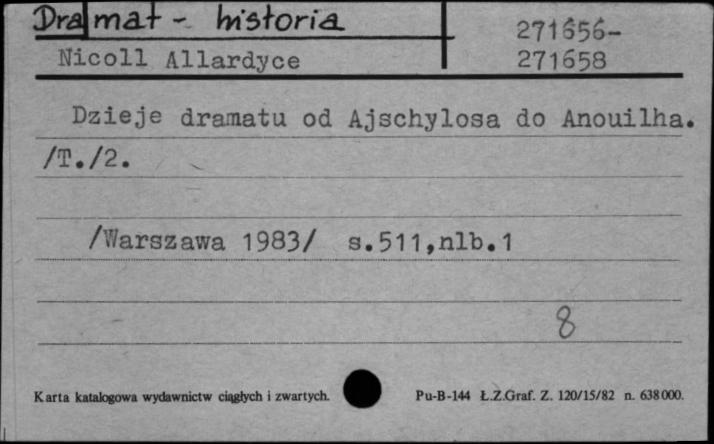 Dramat - historia
271656-
Nicoll Allardyce
271658
Dzieje dramatu od Ajschylosa do Anouilha.
/T./2.
/Warszawa 1983/ s.511,nlb.1
8
Karta katalogowa wydawnictw ciągłych i zwartych. Pu-B-144 Ł.Z.Graf. Z. 120/15/82 n. 638000.